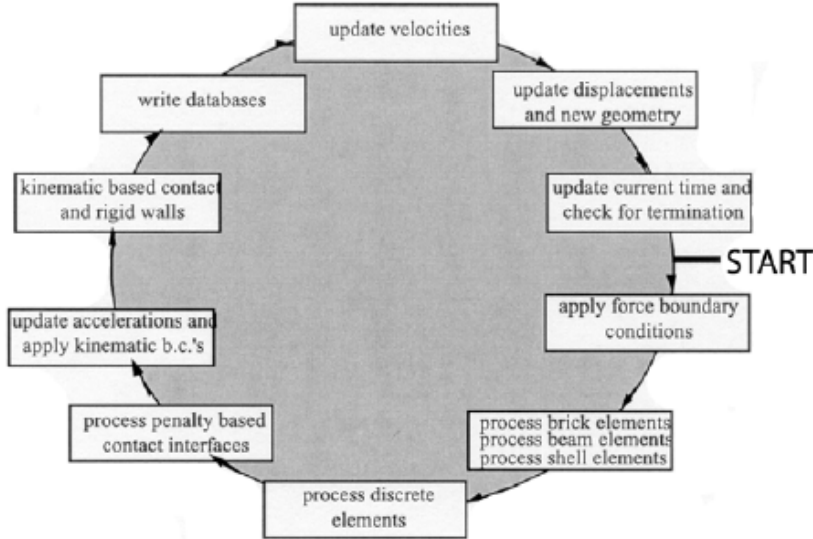 update velocities
update displacements
and new geometry
update current time and
check for termination
START
apply force boundary
conditions
process brick elements
process beam elements
process shell elements
process discrete
elements
process penalty based
contact interfaces
update accelerations and
apply kinematic b.c.'s
kinematic based contact
and rigid walls
write databases